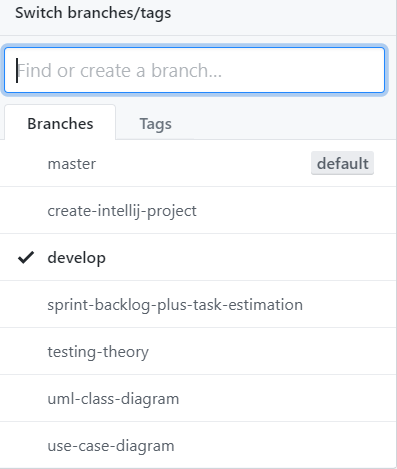 Switch branches/tags
Find or create a branch...
Branches Tags
master default
create-intellij-project
develop
sprint-backlog-plus-task-estimation
testing-theory
uml-class-diagram
use-case-diagram